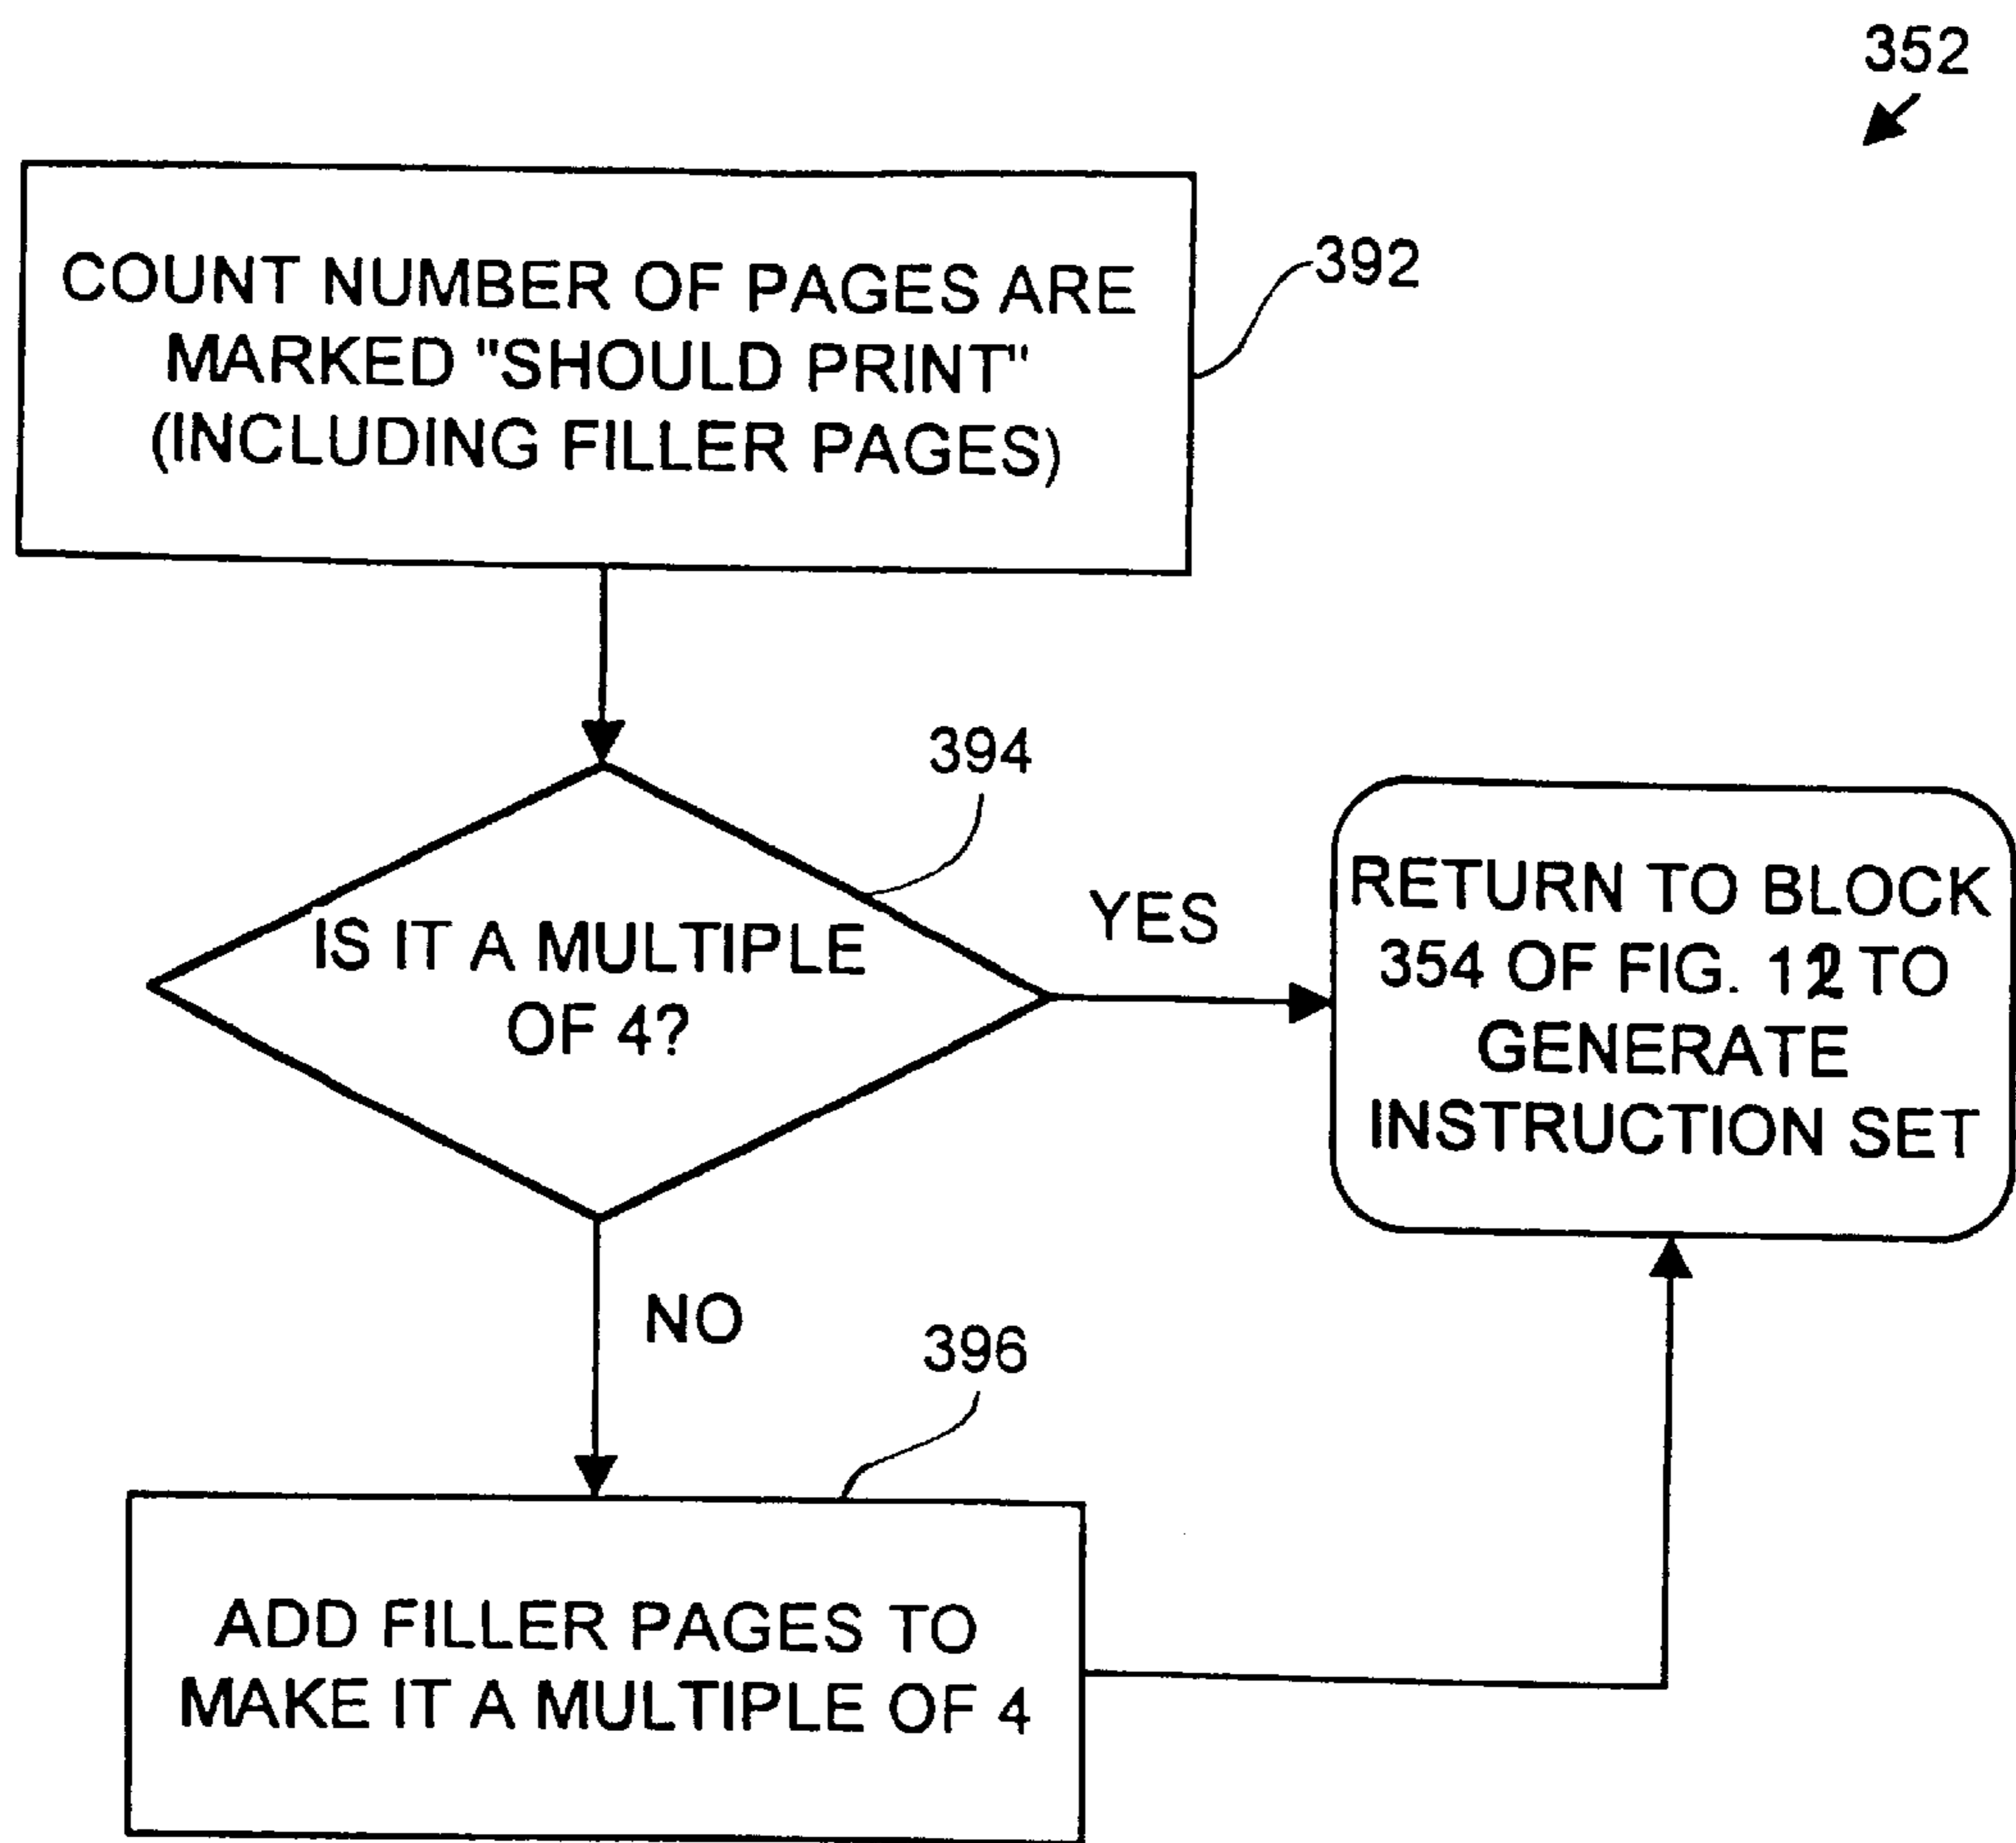 352
COUNT NUMBER OF PAGES ARE
MARKED "SHOULD PRINT"
(INCLUDING FILLER PAGES)
392
394
IS IT A MULTIPLE
OF 4?
YES
RETURN TO BLOCK
354 OF FIG. 12 TO
GENERATE
INSTRUCTION SET
NO
396
ADD FILLER PAGES TO
MAKE IT A MULTIPLE OF 4